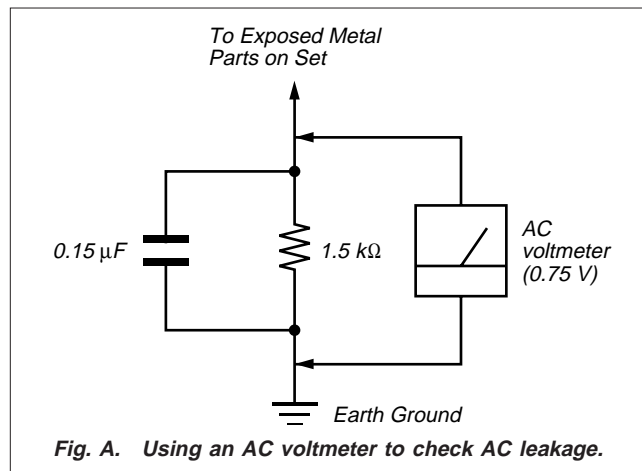 To Exposed Metal
Parts on Set
0.15 μF
1.5 kΩ
AC
voltmeter
(0.75 V)
Earth Ground
Fig. A. Using an AC voltmeter to check AC leakage.